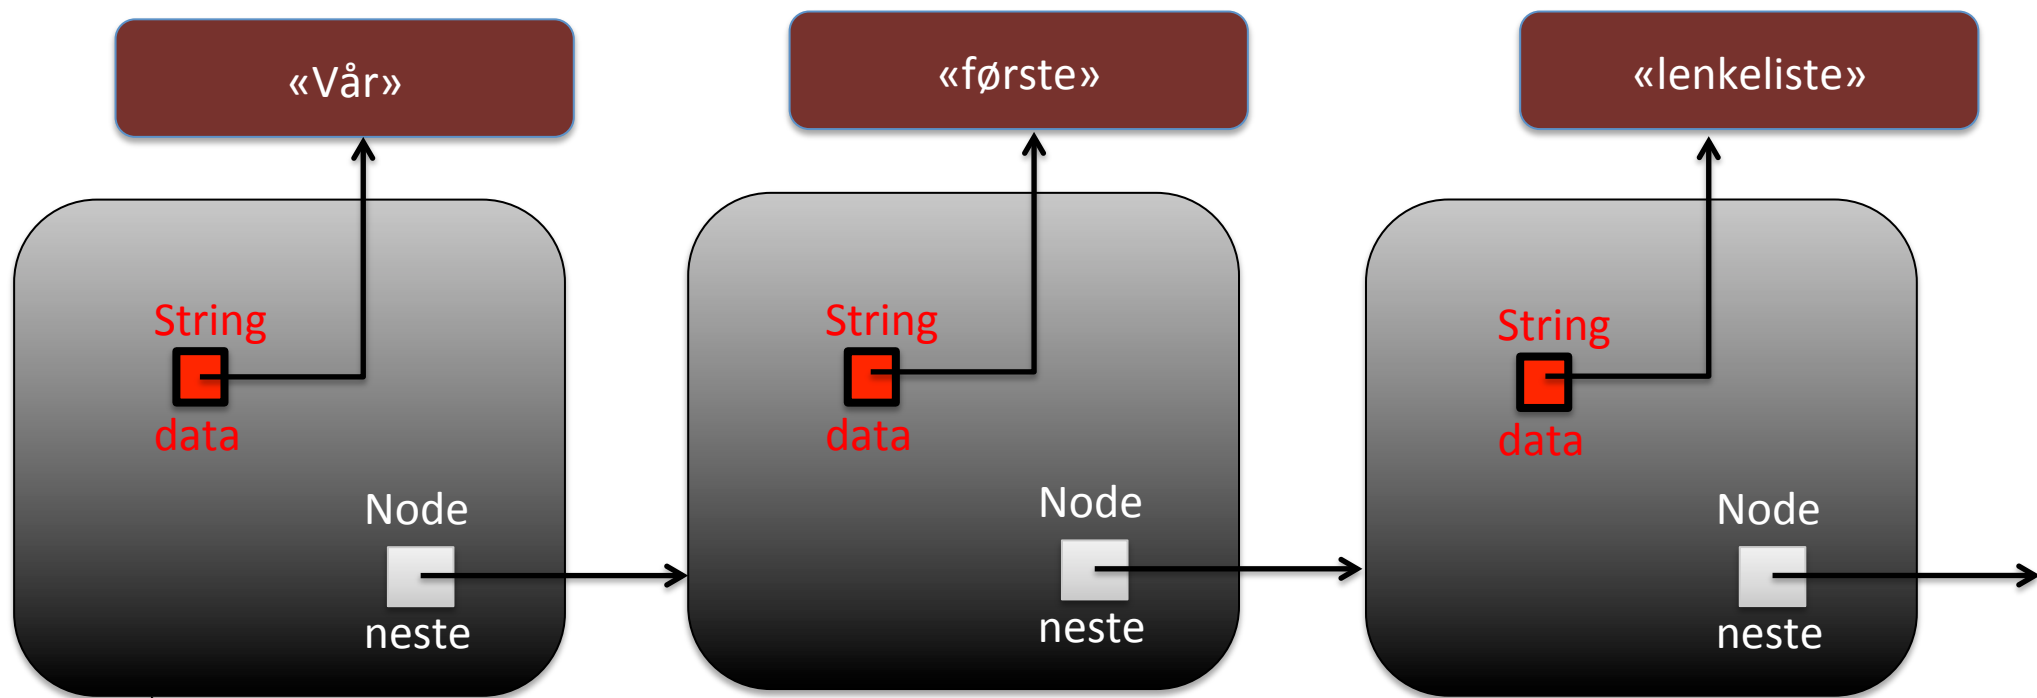 «Vår»
«første»
«lenkeliste»
String
data
Node
neste
String
data
Node
neste
String
data
Node
neste